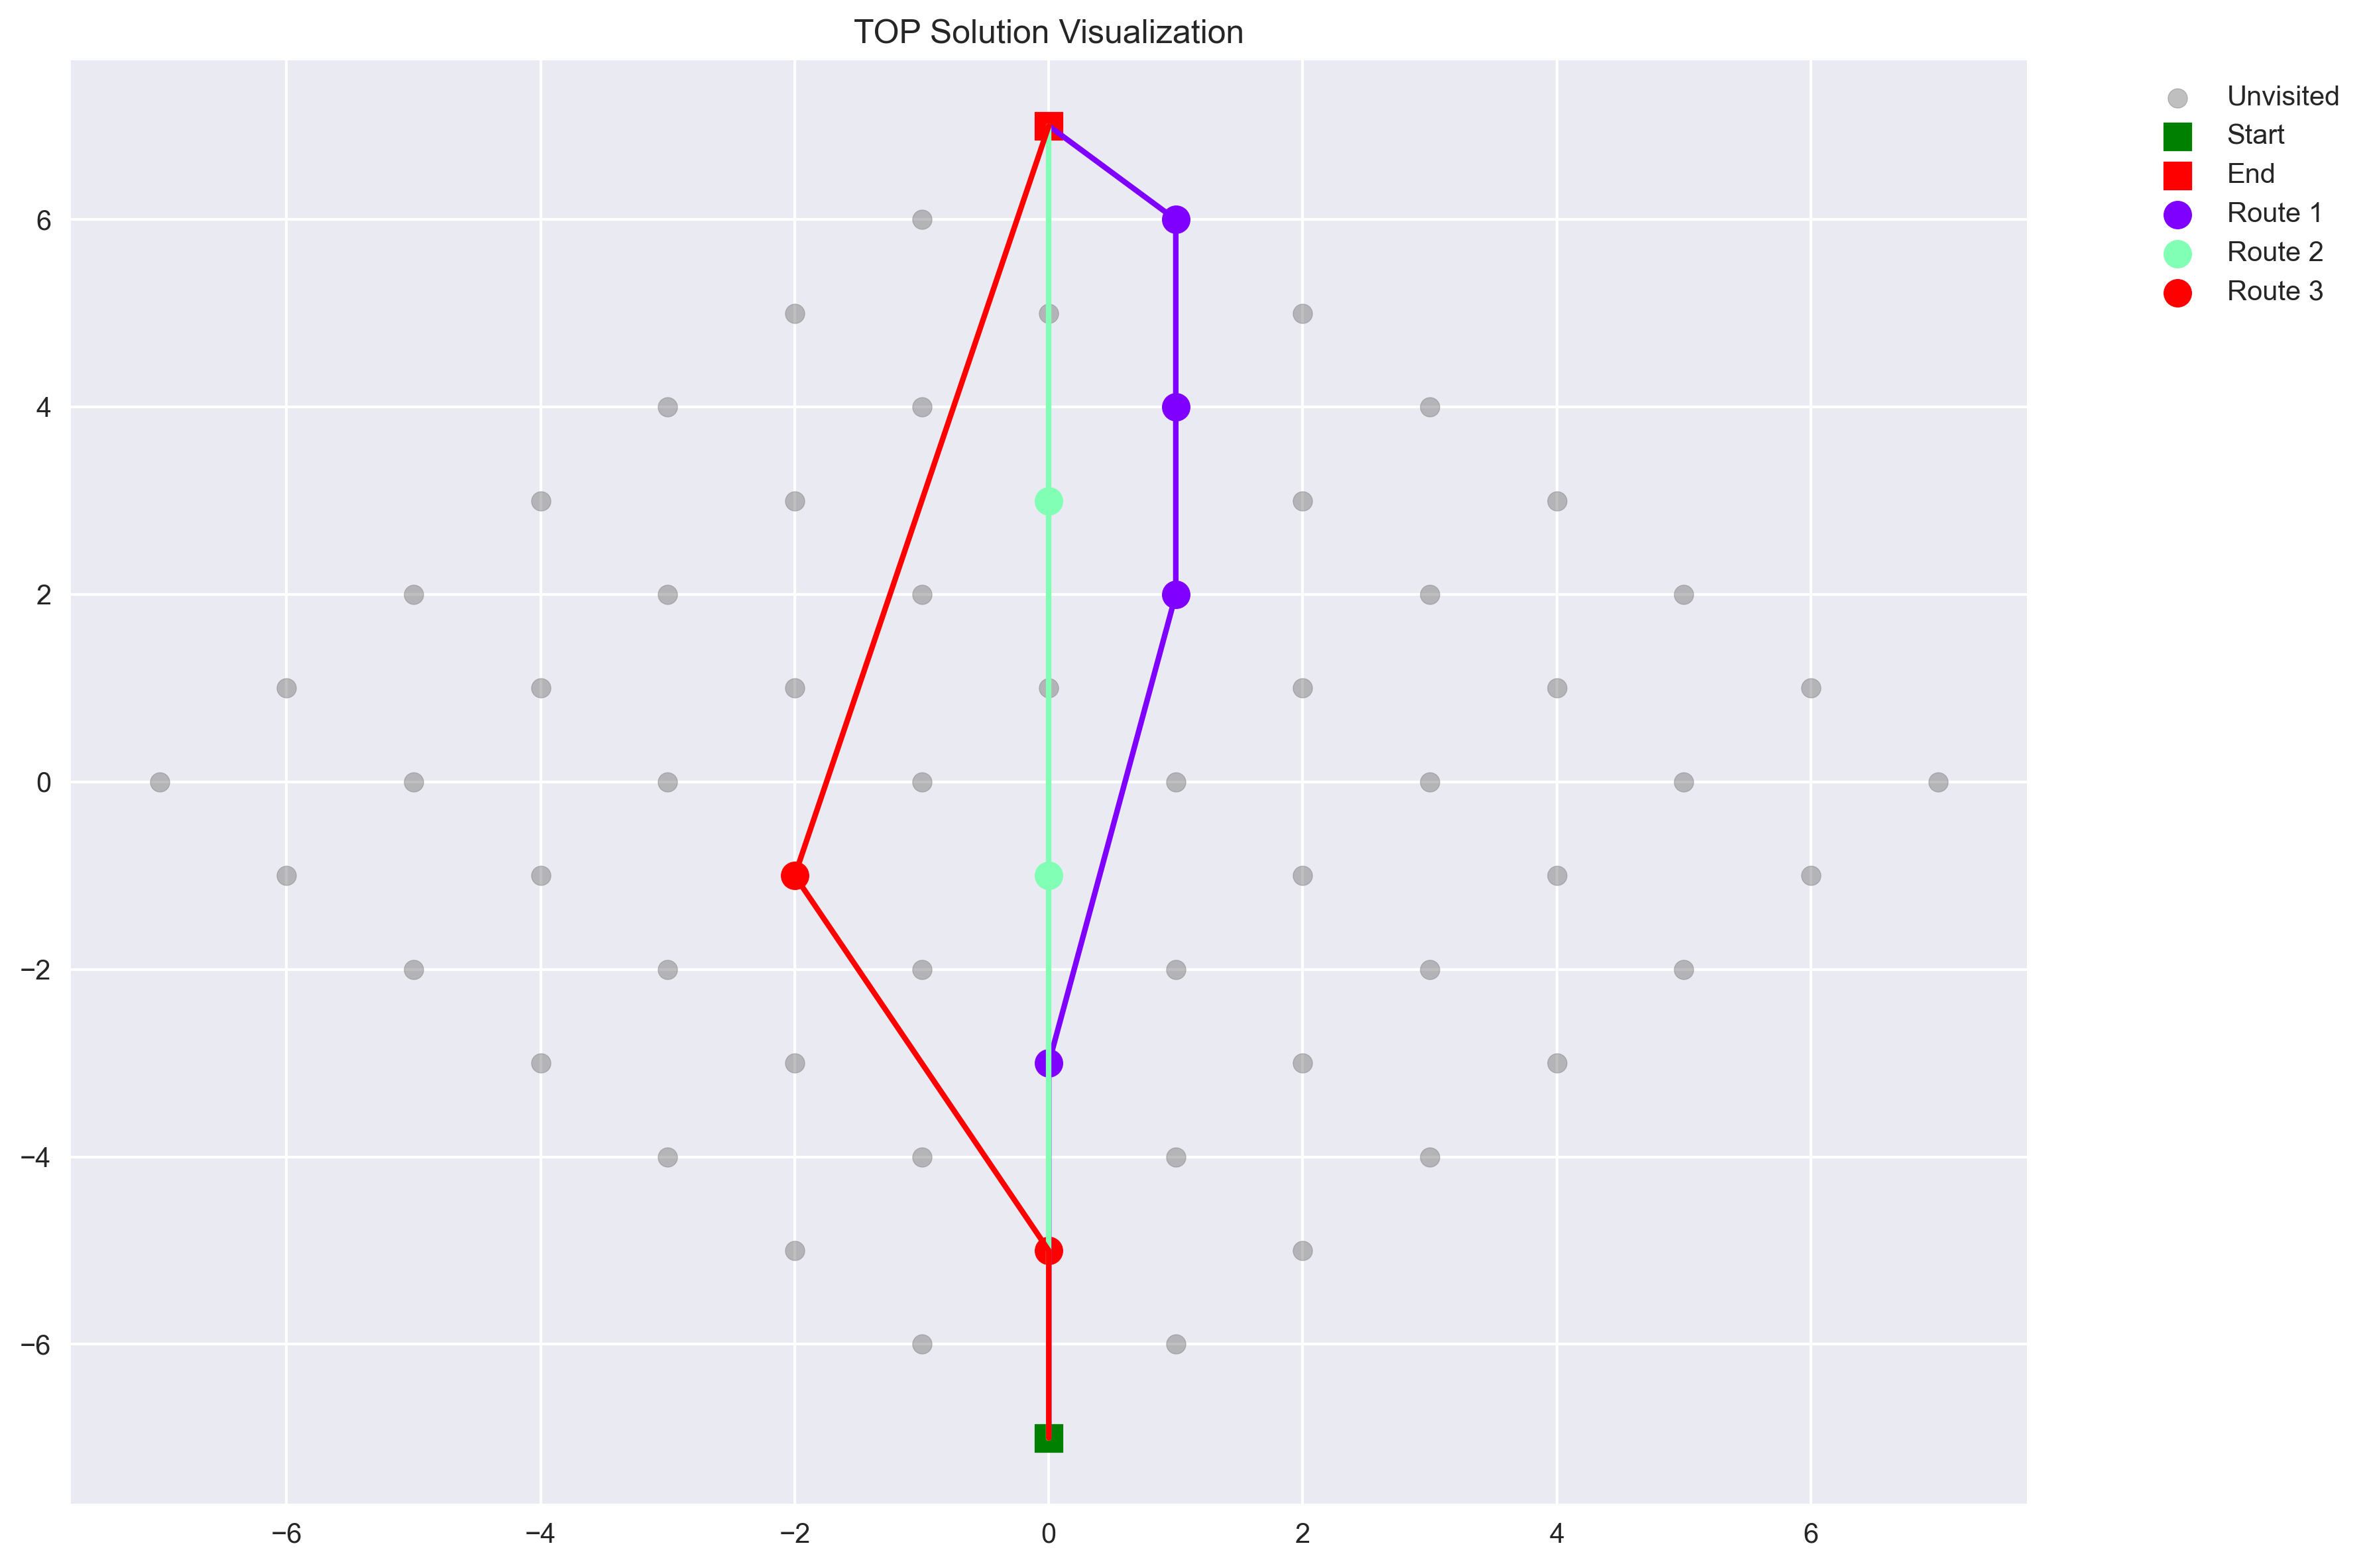 TOP Solution Visualization
Unvisited
Start
End
Route 1
Route 2
Route 3
6
4
2
0
−2
−4
−6
−6 −4 −2 0 2 4 6